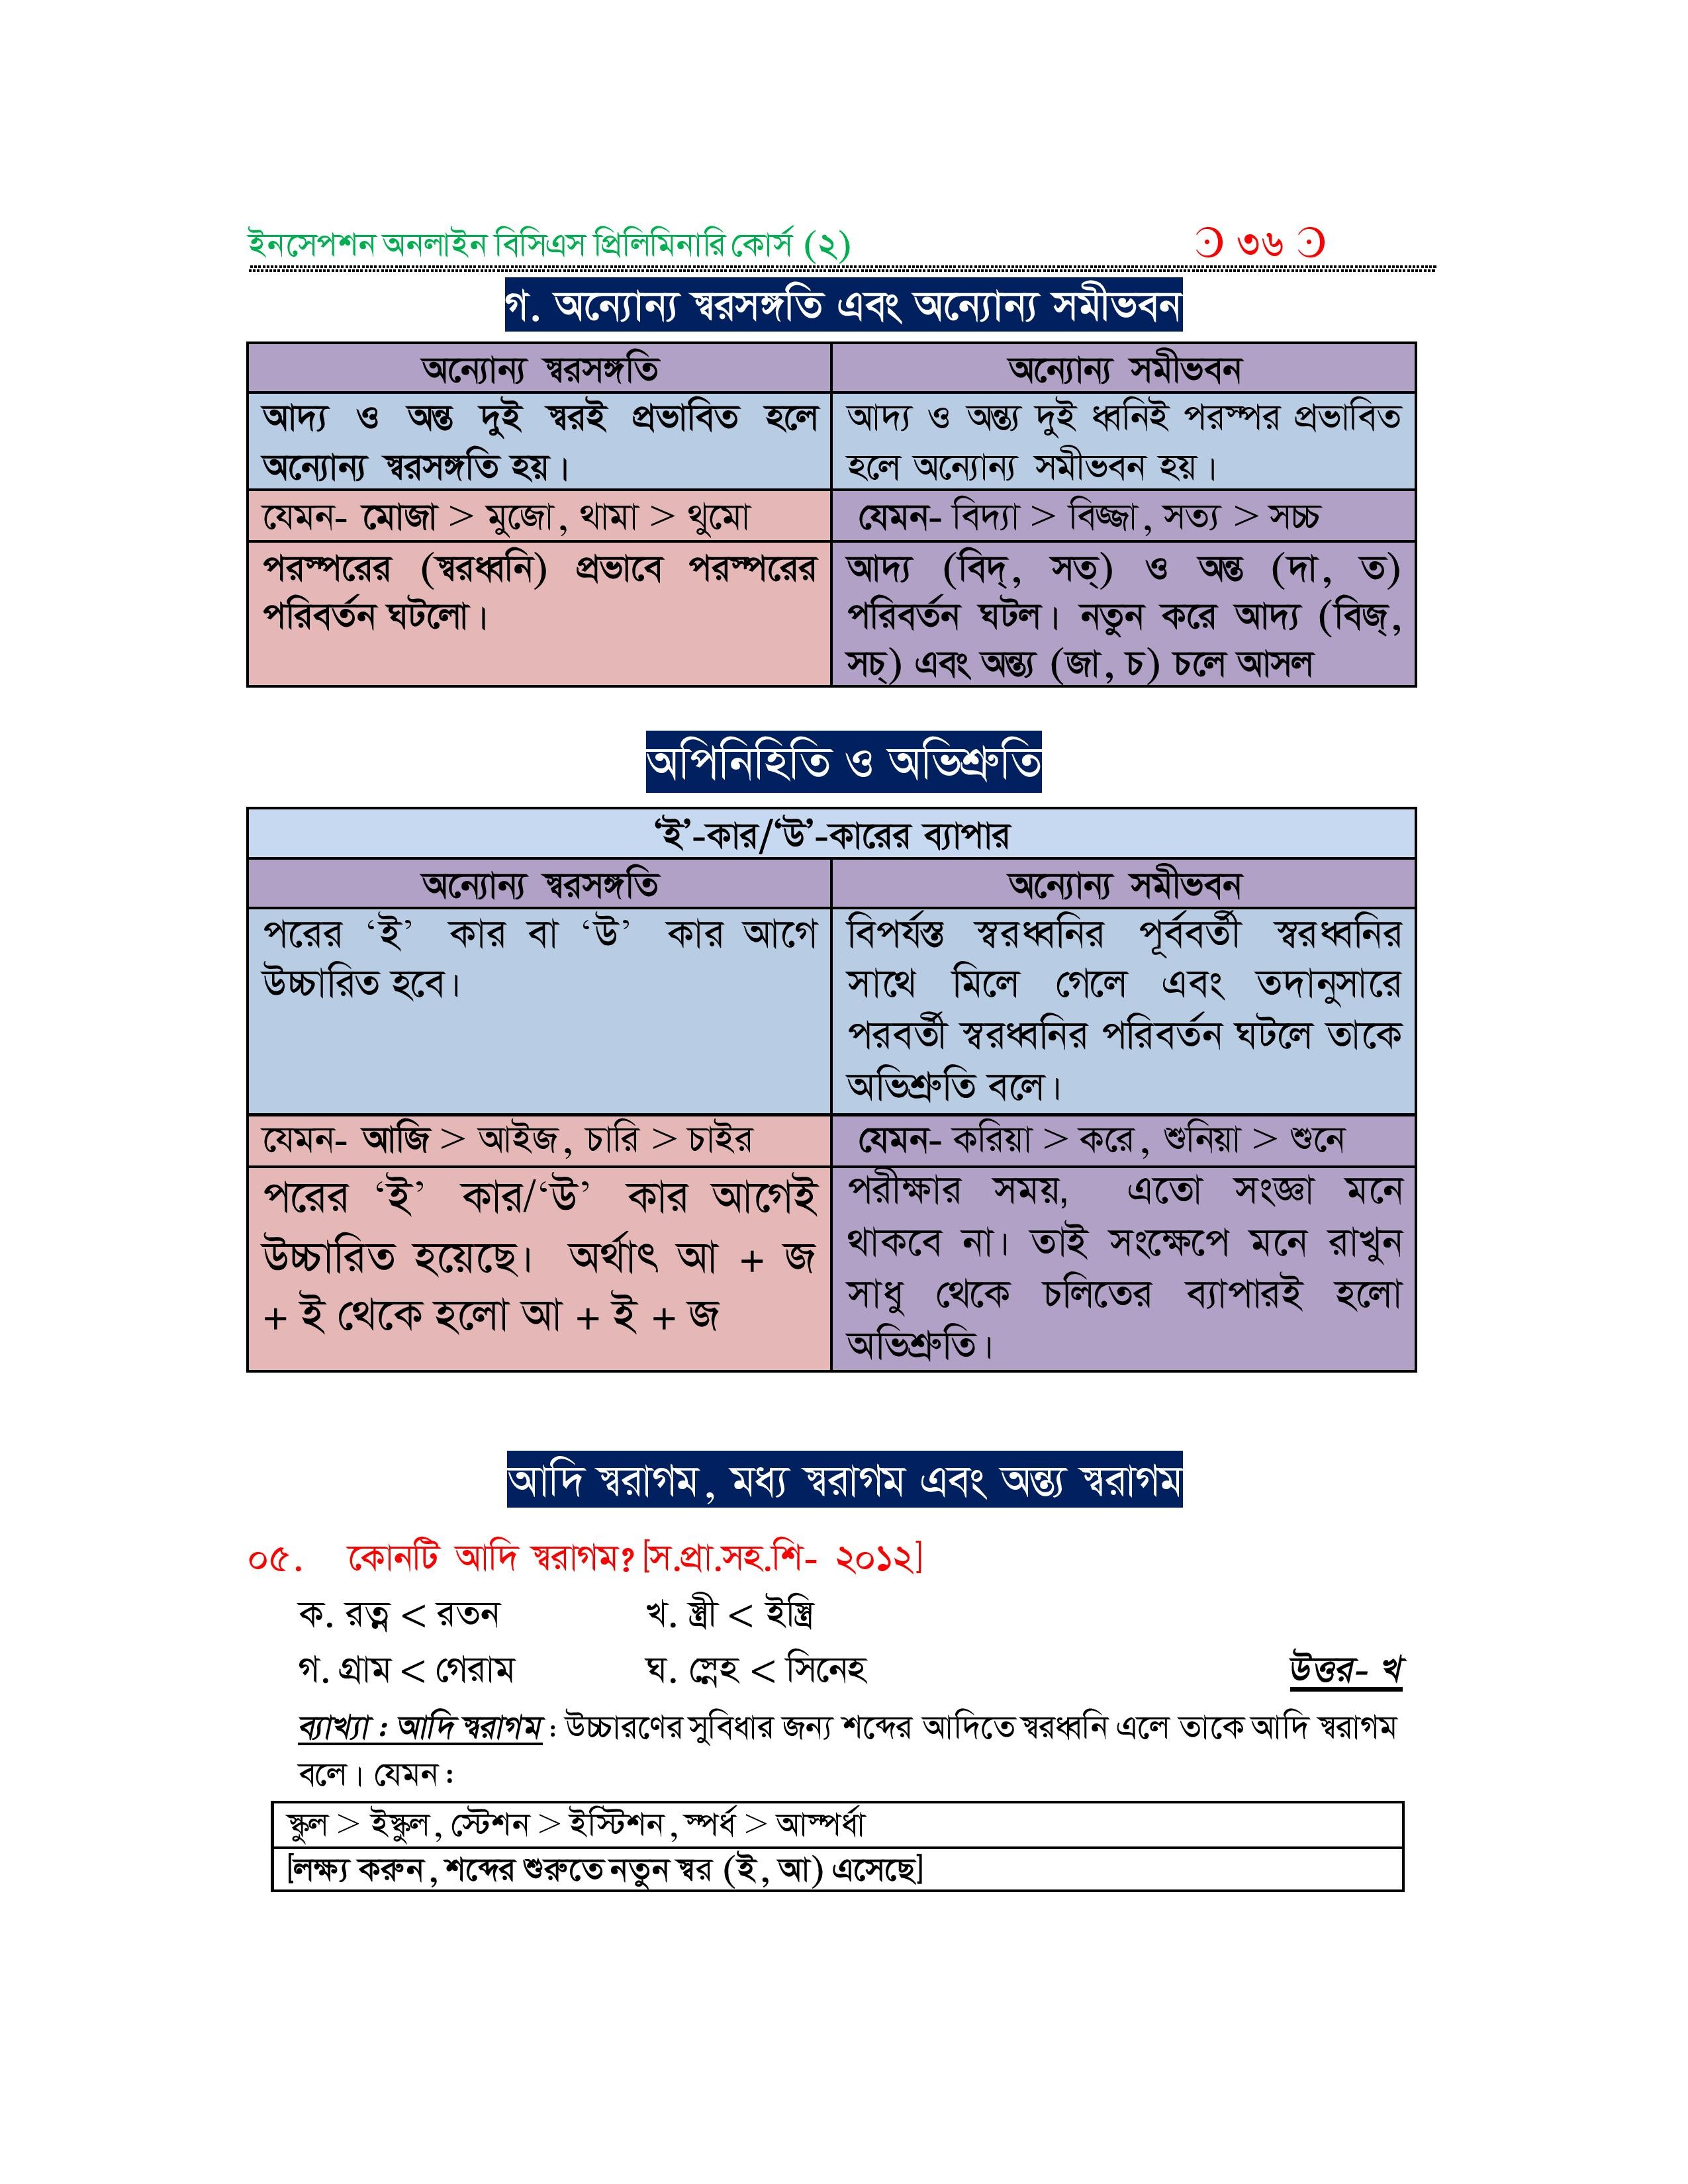 ইনসেপশন অনলাইন বিসিএস প্রিলিমিনারি কোর্স (২) ৩৬
গ. অন্যোন্য স্বরসঙ্গতি এবং অন্যোন্য সমীভবন
অন্যোন্য স্বরসঙ্গতি
অন্যোন্য সমীভবন
আদ্য ও অন্ত দুই স্বরই প্রভাবিত হলে
অন্যোন্য স্বরসঙ্গতি হয়।
আদ্য ও অন্ত্য দুই ধ্বনিই পরস্পর প্রভাবিত
হলে অন্যোন্য সমীভবন হয়।
যেমন- মোজা > মুজো, থামা > থুমো
যেমন- বিদ্যা > বিজ্জা, সত্য > সচ্চ
পরস্পরের (স্বরধ্বনি) প্রভাবে পরস্পরের
পরিবর্তন ঘটলো।
আদ্য (বিদ্, সত্) ও অন্ত (দা, ত)
পরিবর্তন ঘটল। নতুন করে আদ্য (বিজ্,
সচ্) এবং অন্ত্য (জা, চ) চলে আসল
অপিনিহিতি ও অভিশ্রুতি
‘ই’-কার/‘উ’-কারের ব্যাপার
অন্যোন্য স্বরসঙ্গতি
অন্যোন্য সমীভবন
পরের ‘ই’ কার বা ‘উ’ কার আগে
উচ্চারিত হবে।
বিপর্যস্ত স্বরধ্বনির পূর্ববর্তী স্বরধ্বনির
সাথে মিলে গেলে এবং তদানুসারে
পরবর্তী স্বরধ্বনির পরিবর্তন ঘটলে তাকে
অভিশ্রুতি বলে।
যেমন- আজি > আইজ, চারি > চাইর
যেমন- করিয়া > করে, শুনিয়া > শুনে
পরের ‘ই’ কার/‘উ’ কার আগেই
উচ্চারিত হয়েছে। অর্থাৎ আ + জ
+ ই থেকে হলো আ + ই + জ
পরীক্ষার সময়, এতো সংজ্ঞা মনে
থাকবে না। তাই সংক্ষেপে মনে রাখুন
সাধু থেকে চলিতের ব্যাপারই হলো
অভিশ্রুতি।
আদি স্বরাগম, মধ্য স্বরাগম এবং অন্ত্য স্বরাগম
০৫. কোনটি আদি স্বরাগম? [স.প্রা.সহ.শি- ২০১২]
ক. রত্ন < রতন খ. স্ত্রী < ইস্ত্রি
গ. গ্রাম < গেরাম ঘ. স্নেহ < সিনেহ উত্তর- খ
ব্যাখ্যা : আদি স্বরাগম : উচ্চারণের সুবিধার জন্য শব্দের আদিতে স্বরধ্বনি এলে তাকে আদি স্বরাগম
বলে। যেমন :
স্কুল > ইস্কুল, স্টেশন > ইস্টিশন, স্পর্ধ > আস্পর্ধা
[লক্ষ্য করুন, শব্দের শুরুতে নতুন স্বর (ই, আ) এসেছে]